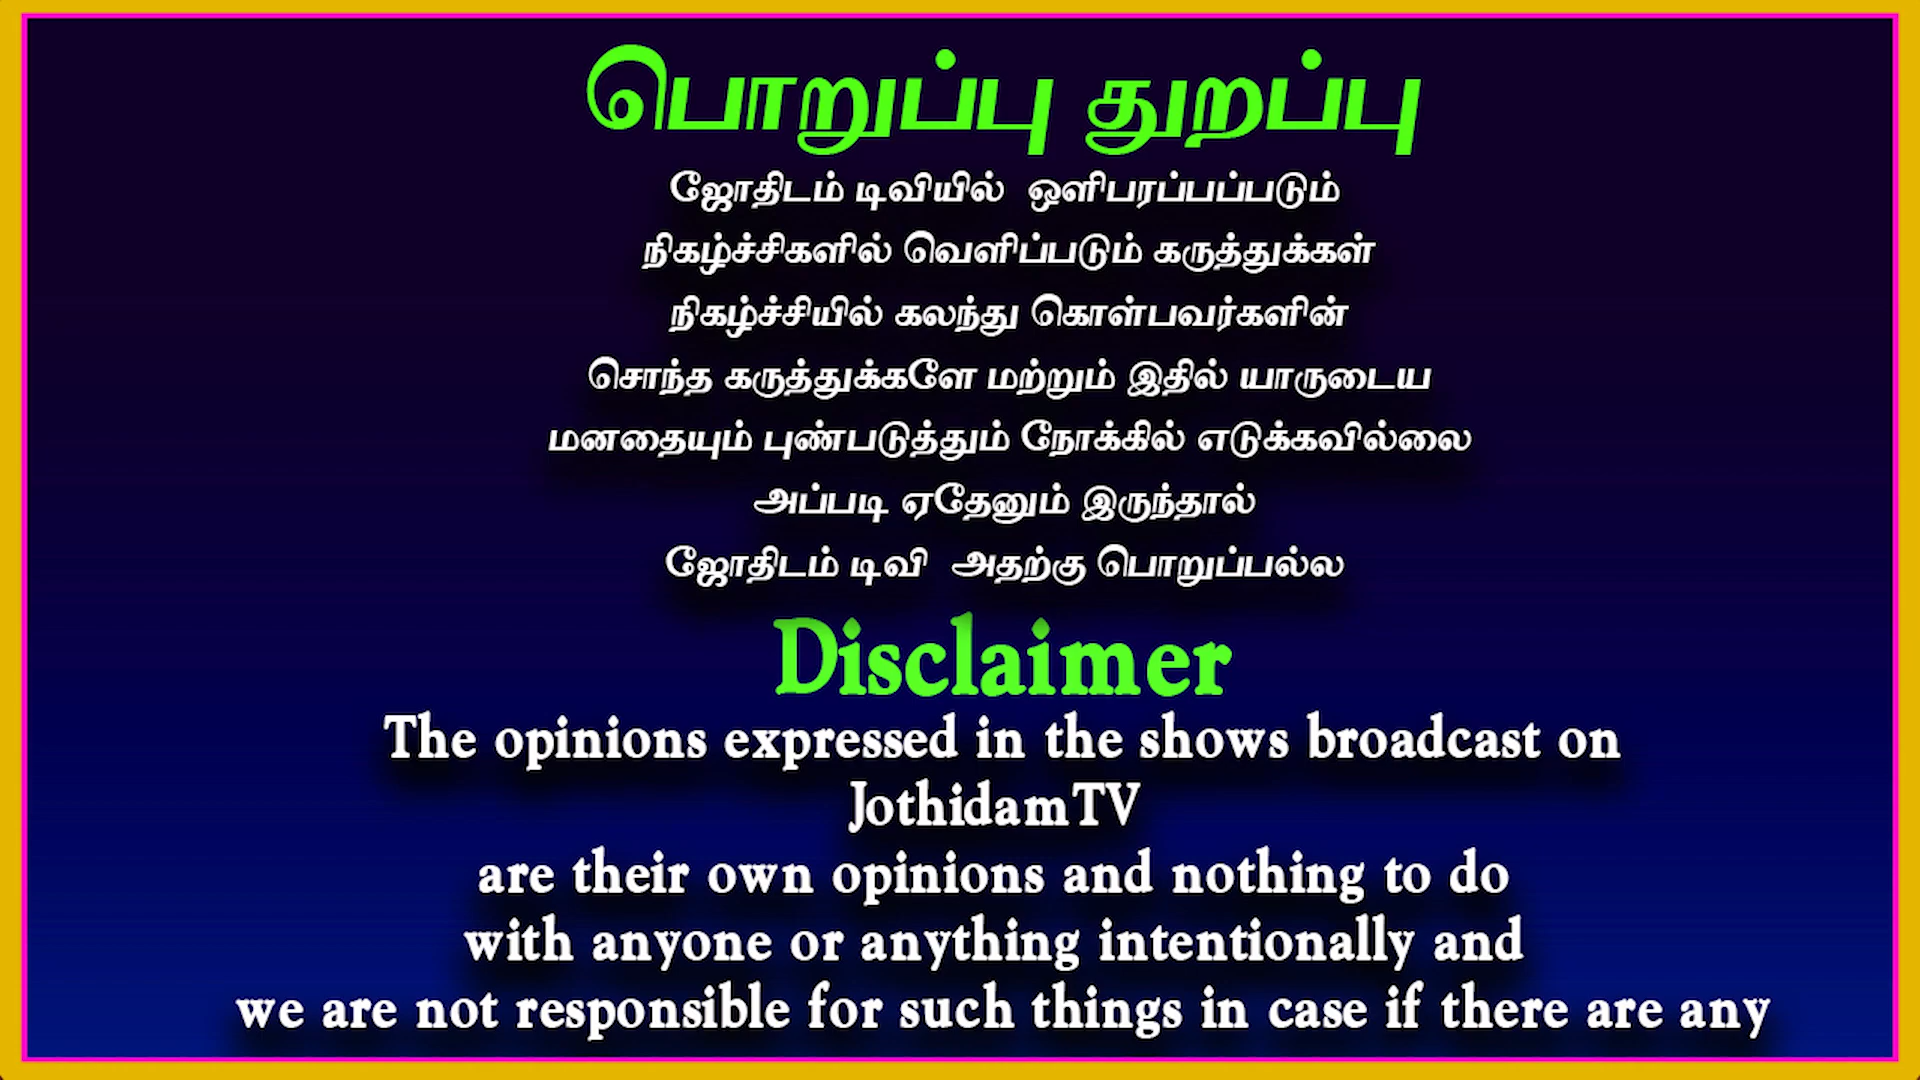 பொறுப்பு துறப்பு
ஜோதிடம் டிவியில் ஒளிபரப்பப்படும்
நிகழ்ச்சிகளில் வெளிப்படும் கருத்துக்கள்
நிகழ்ச்சியில் கலந்து கொள்பவர்களின்
சொந்த கருத்துக்களே மற்றும் இதில் யாருடைய
மனதையும் புண்படுத்தும் நோக்கில் எடுக்கவில்லை
அப்படி ஏதேனும் இருந்தால்
ஜோதிடம் டிவி அதற்கு பொறுப்பல்ல
Disclaimer
The opinions expressed in the shows broadcast on
JothidamTV
are their own opinions and nothing to do
with anyone or anything intentionally and
we are not responsible for such things in case if there are any